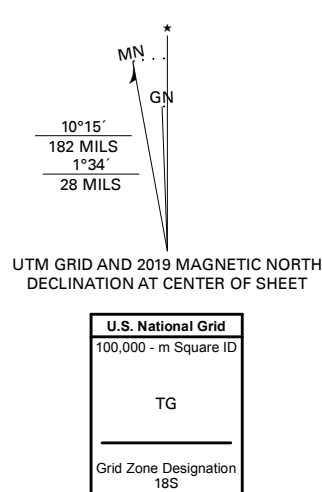 ★
MN
GN
10°15´
182 MILS
1°34´
28 MILS
UTM GRID AND 2019 MAGNETIC NORTH
DECLINATION AT CENTER OF SHEET
U.S. National Grid
100,000 - m Square ID
TG
Grid Zone Designation
18S